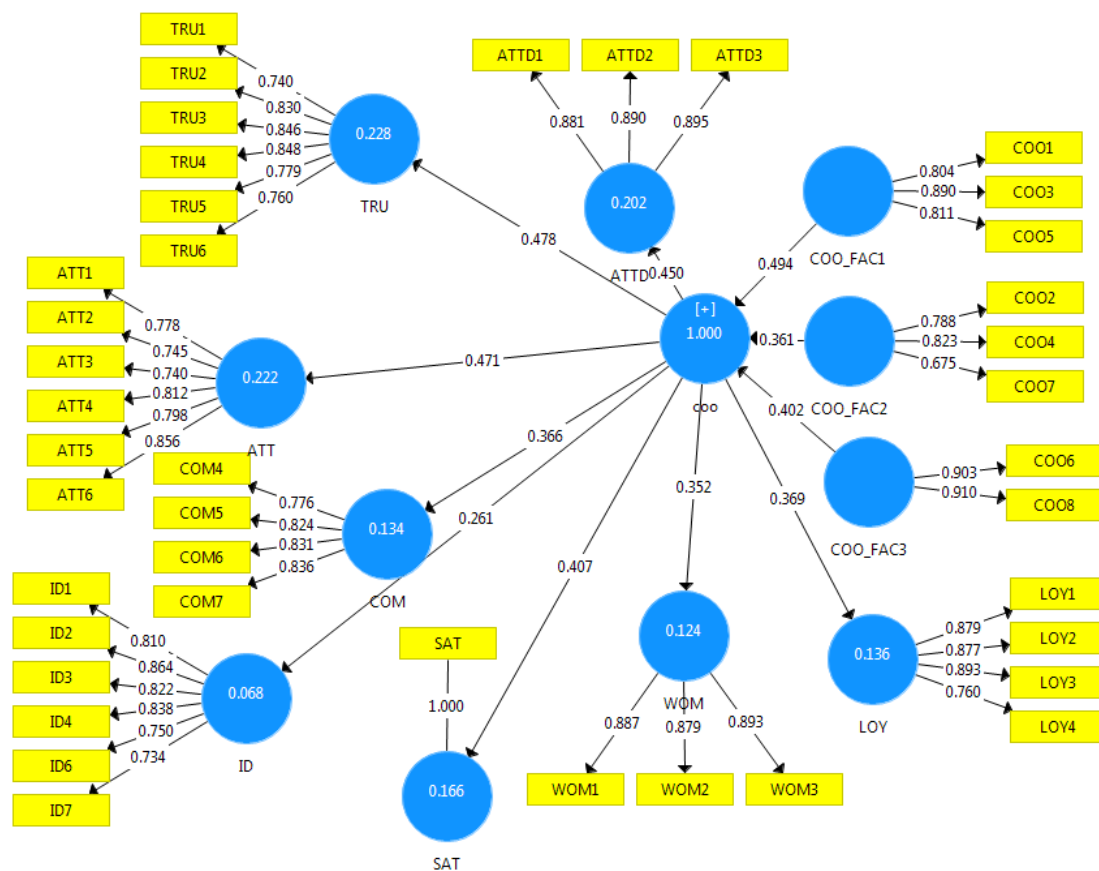 TRU1
TRU2
TRU3
TRU4
TRU5
TRU6
0.740
0.830
0.846
0.848
0.779
0.760
0.228
TRU
ATTD1
ATTD2
ATTD3
0.881
0.890
0.895
0.202
ATTD
0.450
0.478
COO1
COO3
COO5
0.804
0.890
0.811
COO_FAC1
0.494
[+]
1.000
COO
COO2
COO4
COO7
0.788
0.823
0.675
COO_FAC2
0.361
0.402
COO6
COO8
0.903
0.910
COO_FAC3
ATT1
ATT2
ATT3
ATT4
ATT5
ATT6
0.778
0.745
0.740
0.812
0.798
0.856
0.222
ATT
0.471
COM4
COM5
COM6
COM7
0.776
0.824
0.831
0.836
0.134
COM
0.366
0.261
ID1
ID2
ID3
ID4
ID6
ID7
0.810
0.864
0.822
0.838
0.750
0.734
0.068
ID
SAT
1.000
0.166
SAT
0.407
0.352
0.124
WOM
0.887
0.879
0.893
WOM1
WOM2
WOM3
0.369
0.136
LOY
0.879
0.877
0.893
0.760
LOY1
LOY2
LOY3
LOY4